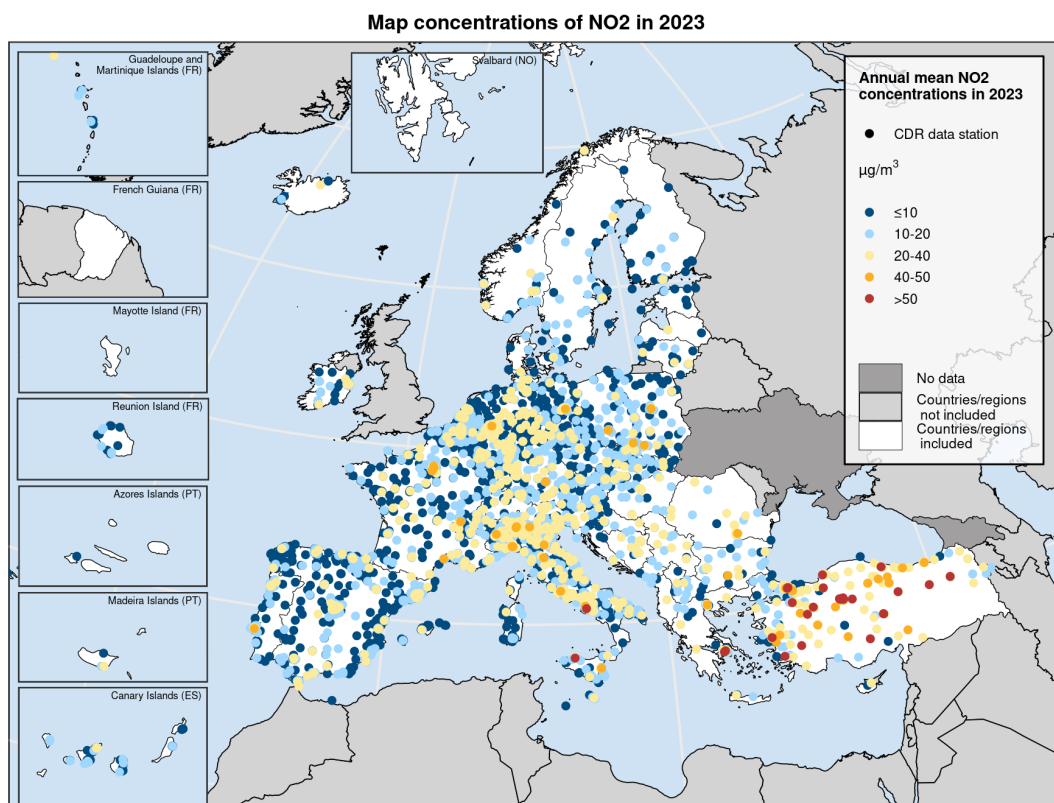 Map concentrations of NO2 in 2023
Guadeloupe and
Martinique Islands (FR)
Svalbard (NO)
French Guiana (FR)
Mayotte Island (FR)
Reunion Island (FR)
Azores Islands (PT)
Madeira Islands (PT)
Canary Islands (ES)
Annual mean NO2
concentrations in 2023
CDR data station
µg/m³
≤10
10-20
20-40
40-50
>50
No data
Countries/regions
not included
Countries/regions
included